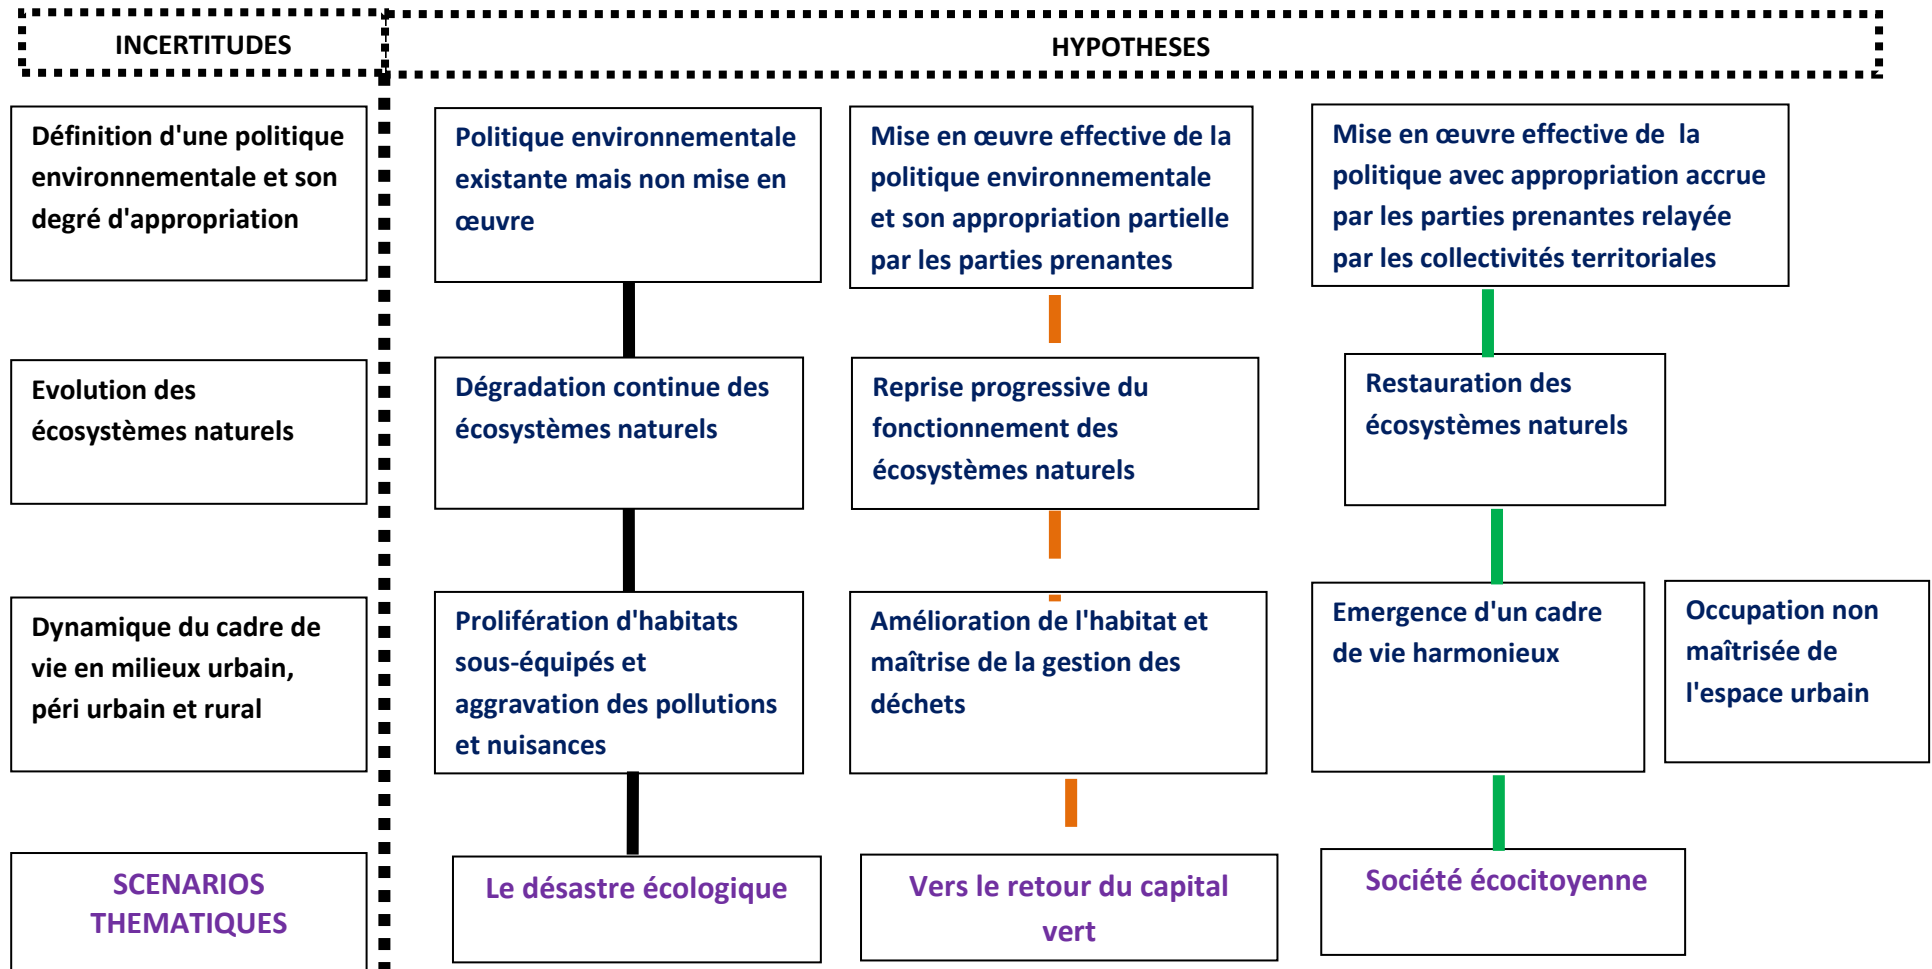 INCERTITUDES
HYPOTHESES
Définition d'une politique
environnementale et son
degré d'appropriation
Politique environnementale
existante mais non mise en
œuvre
Mise en œuvre effective de la
politique environnementale
et son appropriation partielle
par les parties prenantes
Mise en œuvre effective de la
politique avec appropriation accrue
par les parties prenantes relayée
par les collectivités territoriales
Evolution des
écosystèmes naturels
Dégradation continue des
écosystèmes naturels
Reprise progressive du
fonctionnement des
écosystèmes naturels
Restauration des
écosystèmes naturels
Dynamique du cadre de
vie en milieux urbain,
péri urbain et rural
Prolifération d'habitats
sous-équipés et
aggravation des pollutions
et nuisances
Amélioration de l'habitat et
maîtrise de la gestion des
déchets
Emergence d'un cadre
de vie harmonieux
Occupation non
maîtrisée de
l'espace urbain
SCENARIOS
THEMATIQUES
Le désastre écologique
Vers le retour du capital
vert
Société écocitoyenne